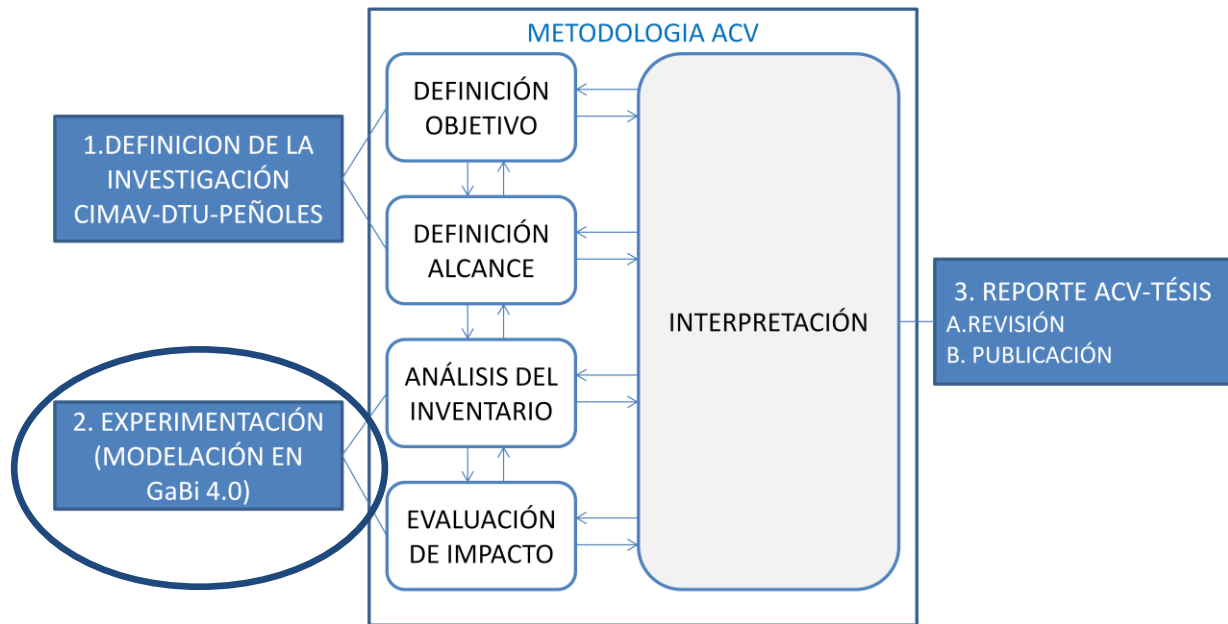 METODOLOGIA ACV
DEFINICIÓN
OBJETIVO
1.DEFINICION DE LA
INVESTIGACIÓN
CIMAV-DTU-PEÑOLES
DEFINICIÓN
ALCANCE
INTERPRETACIÓN
3. REPORTE ACV-TÉSIS
A.REVISIÓN
B. PUBLICACIÓN
ANÁLISIS DEL
INVENTARIO
2. EXPERIMENTACIÓN
(MODELACIÓN EN
GaBi 4.0)
EVALUACIÓN
DE IMPACTO